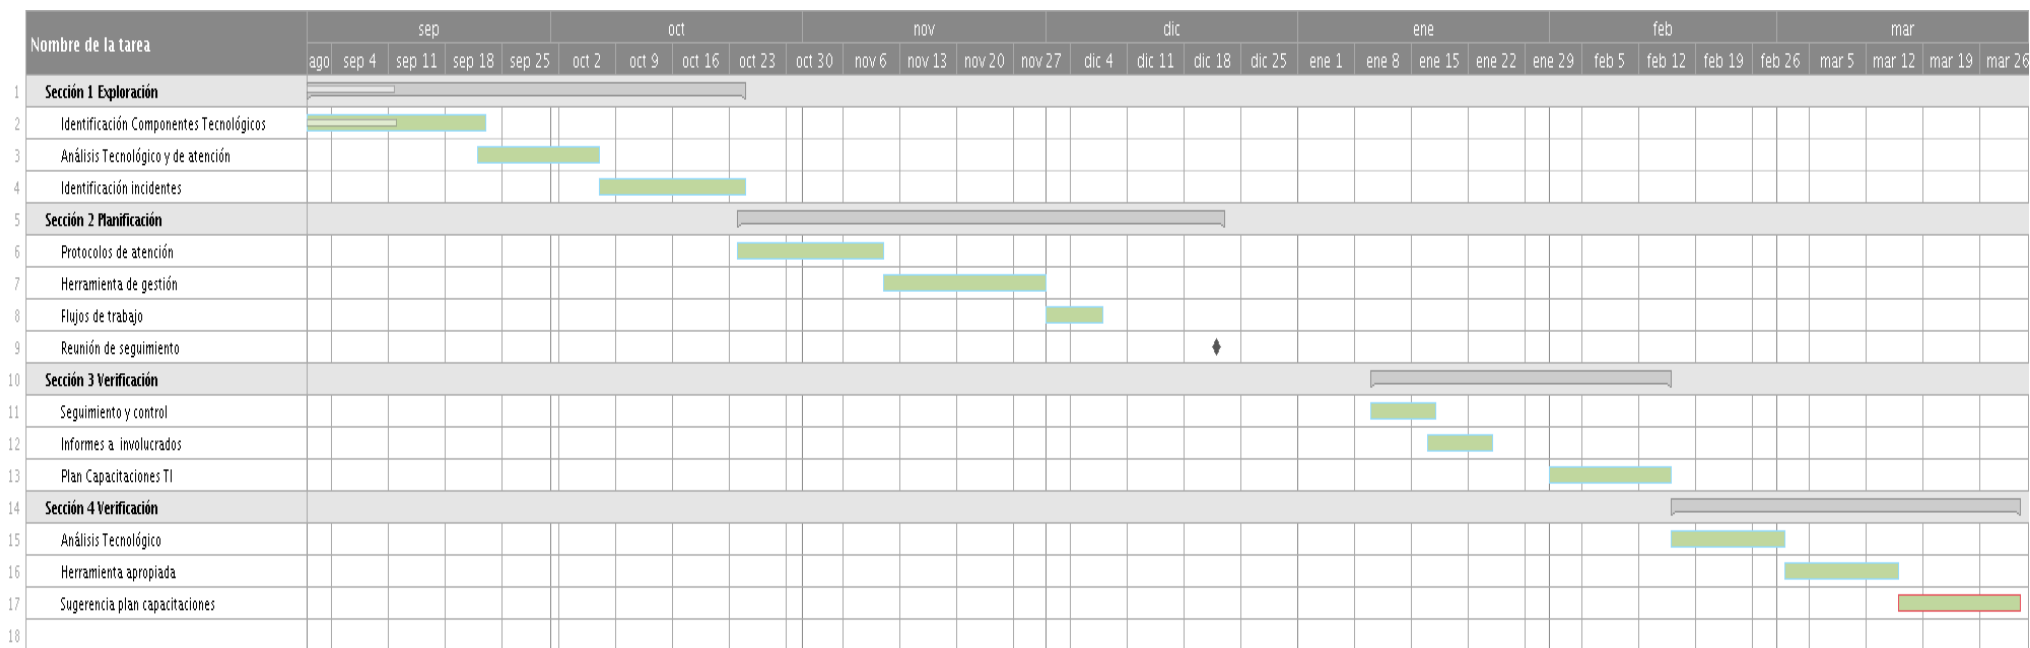 Nombre de la tarea
sep oct nov dic ene feb mar
ago sep 4 sep 11 sep 18 sep 25 oct 2 oct 9 oct 16 oct 23 oct 30 nov 6 nov 13 nov 20 nov 27 dic 4 dic 11 dic 18 dic 25 ene 1 ene 8 ene 15 ene 22 ene 29 feb 5 feb 12 feb 19 feb 26 mar 5 mar 12 mar 19 mar 26
1 Sección 1 Exploración
2 Identificación Componentes Tecnológicos
3 Análisis Tecnológico y de atención
4 Identificación incidentes
5 Sección 2 Planificación
6 Protocolos de atención
7 Herramienta de gestión
8 Flujos de trabajo
9 Reunión de seguimiento
10 Sección 3 Verificación
11 Seguimiento y control
12 Informes a involucrados
13 Plan Capacitaciones TI
14 Sección 4 Verificación
15 Análisis Tecnológico
16 Herramienta apropiada
17 Sugerencia plan capacitaciones
18